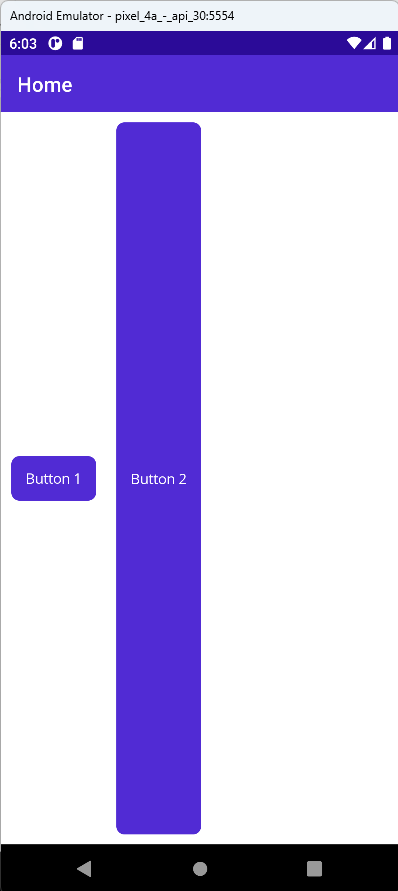 Android Emulator - pixel_4a_-_api_30:5554
6:03
Home
Button 1
Button 2